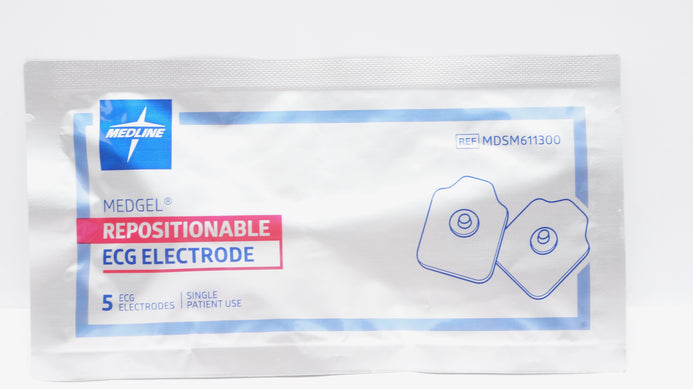 MEDLINE
REF MDSM611300
MEDGEL®
REPOSITIONABLE
ECG ELECTRODE
5 ECG ELECTRODES | SINGLE PATIENT USE